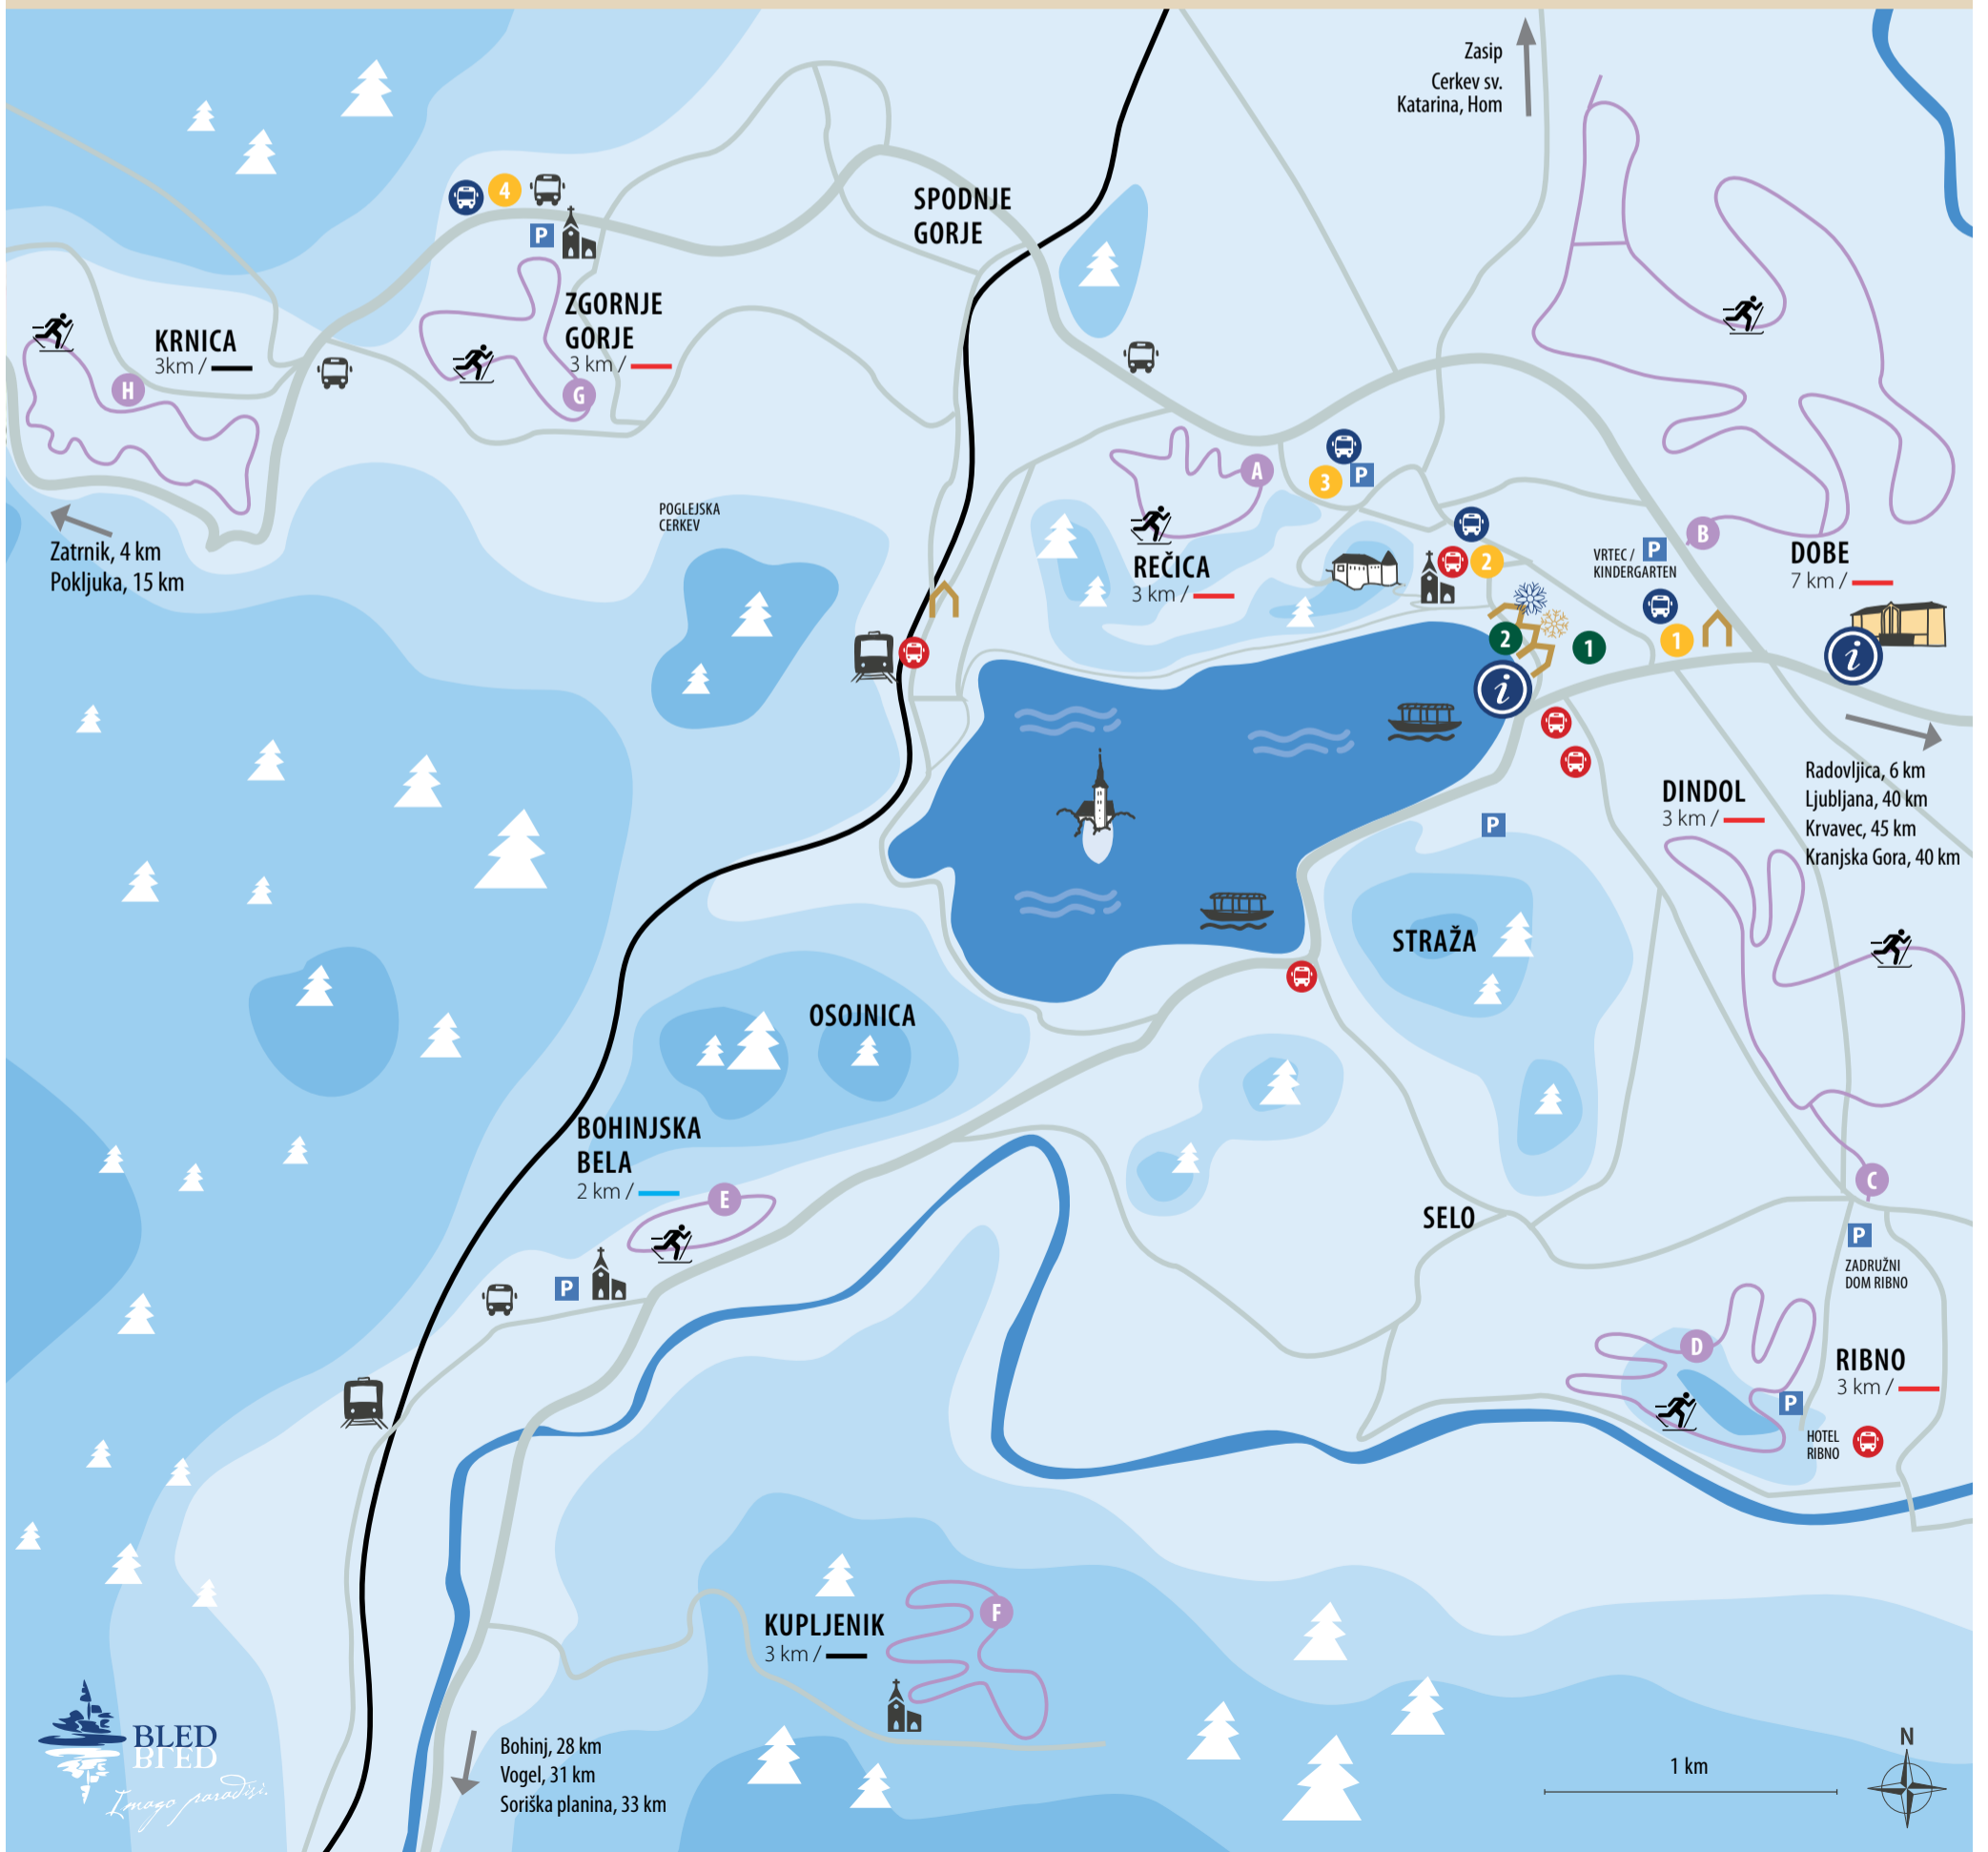 Zasip
Cerkev sv.
Katarina, Hom
4
P
SPODNJE
GORJE
ZGORNJE
GORJE
3 km /
G
KRNICA
3km /
H
Zatrnik, 4 km
Pokljuka, 15 km
POGLEJSKA
CERKEV
A
3
P
REČICA
3 km /
2
VRTEC /
KINDERGARTEN
P
B
DOBE
7 km /
2
1
1
i
i
Radovljica, 6 km
Ljubljana, 40 km
Krvavec, 45 km
Kranjska Gora, 40 km
DINDOL
3 km /
P
STRAŽA
OSOJNICA
BOHINJSKA
BELA
2 km /
E
P
SELO
C
P
ZADRUŽNI
DOM RIBNO
D
RIBNO
3 km /
P
HOTEL
RIBNO
KUPLJENIK
3 km /
F
BLED
BLED
Imago paradisi.
Bohinj, 28 km
Vogel, 31 km
Soriška planina, 33 km
1 km
N